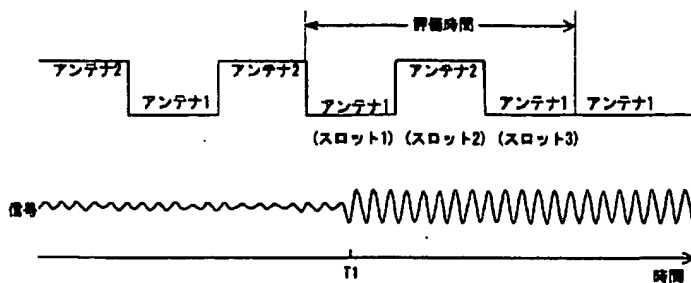 評価時間
アンテナ2
アンテナ1
アンテナ2
アンテナ1
アンテナ2
アンテナ1
アンテナ1
(スロット1) (スロット2) (スロット3)
信号
T1
時間